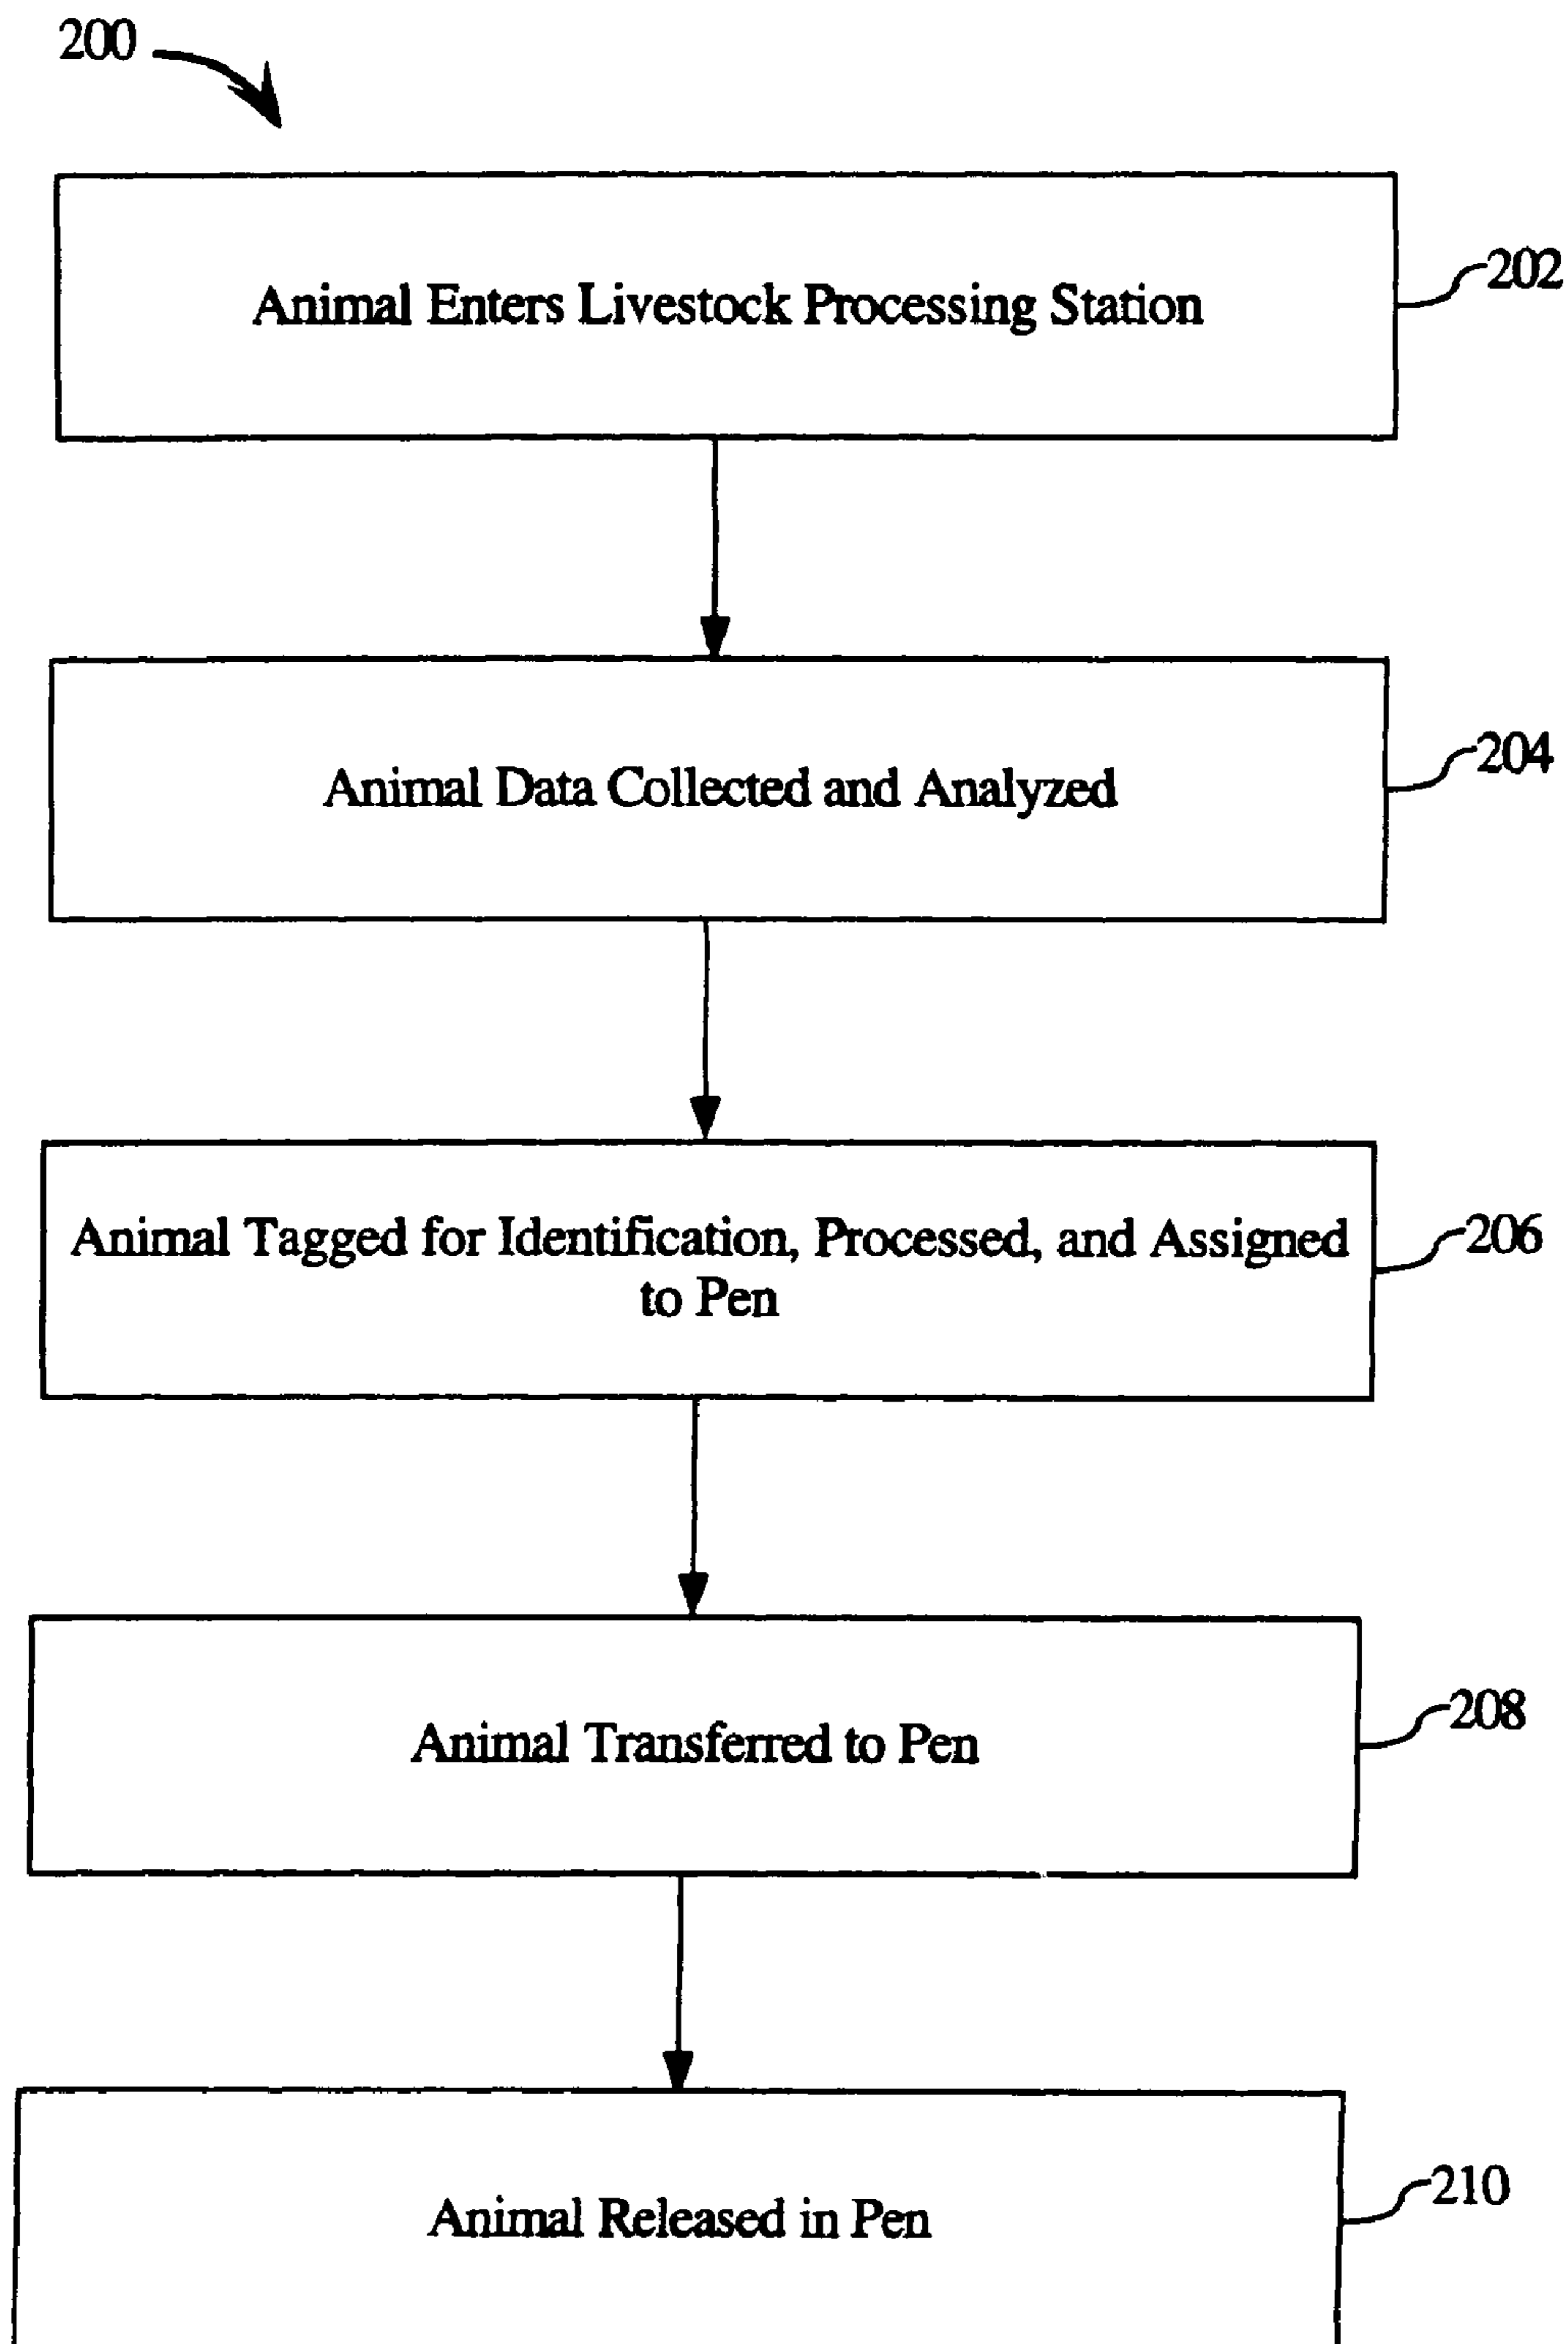 200
Animal Enters Livestock Processing Station
202
Animal Data Collected and Analyzed
204
Animal Tagged for Identification, Processed, and Assigned
to Pen
206
Animal Transferred to Pen
208
Animal Released in Pen
210